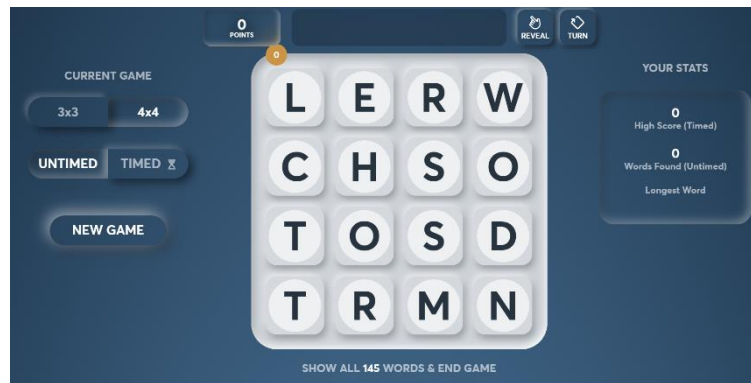 0
POINTS
REVEAL
TURN
0
CURRENT GAME
3x3 4x4
UNTIMED TIMED
NEW GAME
L E R W
C H S O
T O S D
T R M N
YOUR STATS
0
High Score (Timed)
0
Words Found (Untimed)
Longest Word
SHOW ALL 145 WORDS & END GAME